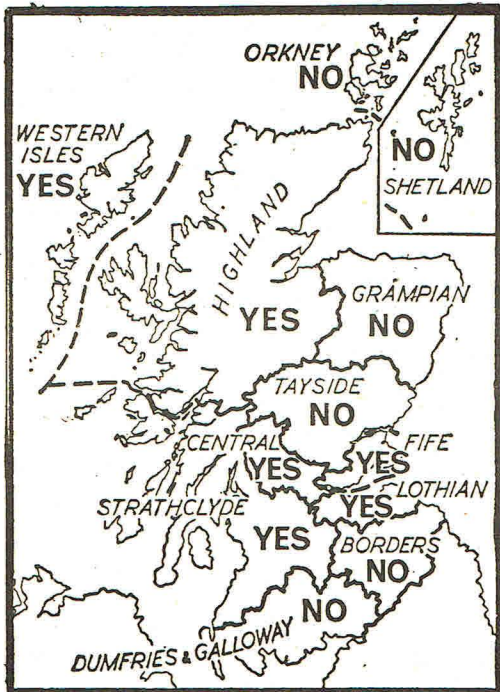 ORKNEY
NO
NO
SHETLAND
WESTERN
ISLES
YES
HIGHLAND
YES
GRAMPIAN
NO
TAYSIDE
NO
CENTRAL
YES
FIFE
YES
LOTHIAN
YES
STRATHCLYDE
YES
BORDERS
NO
DUMFRIES & GALLOWAY
NO